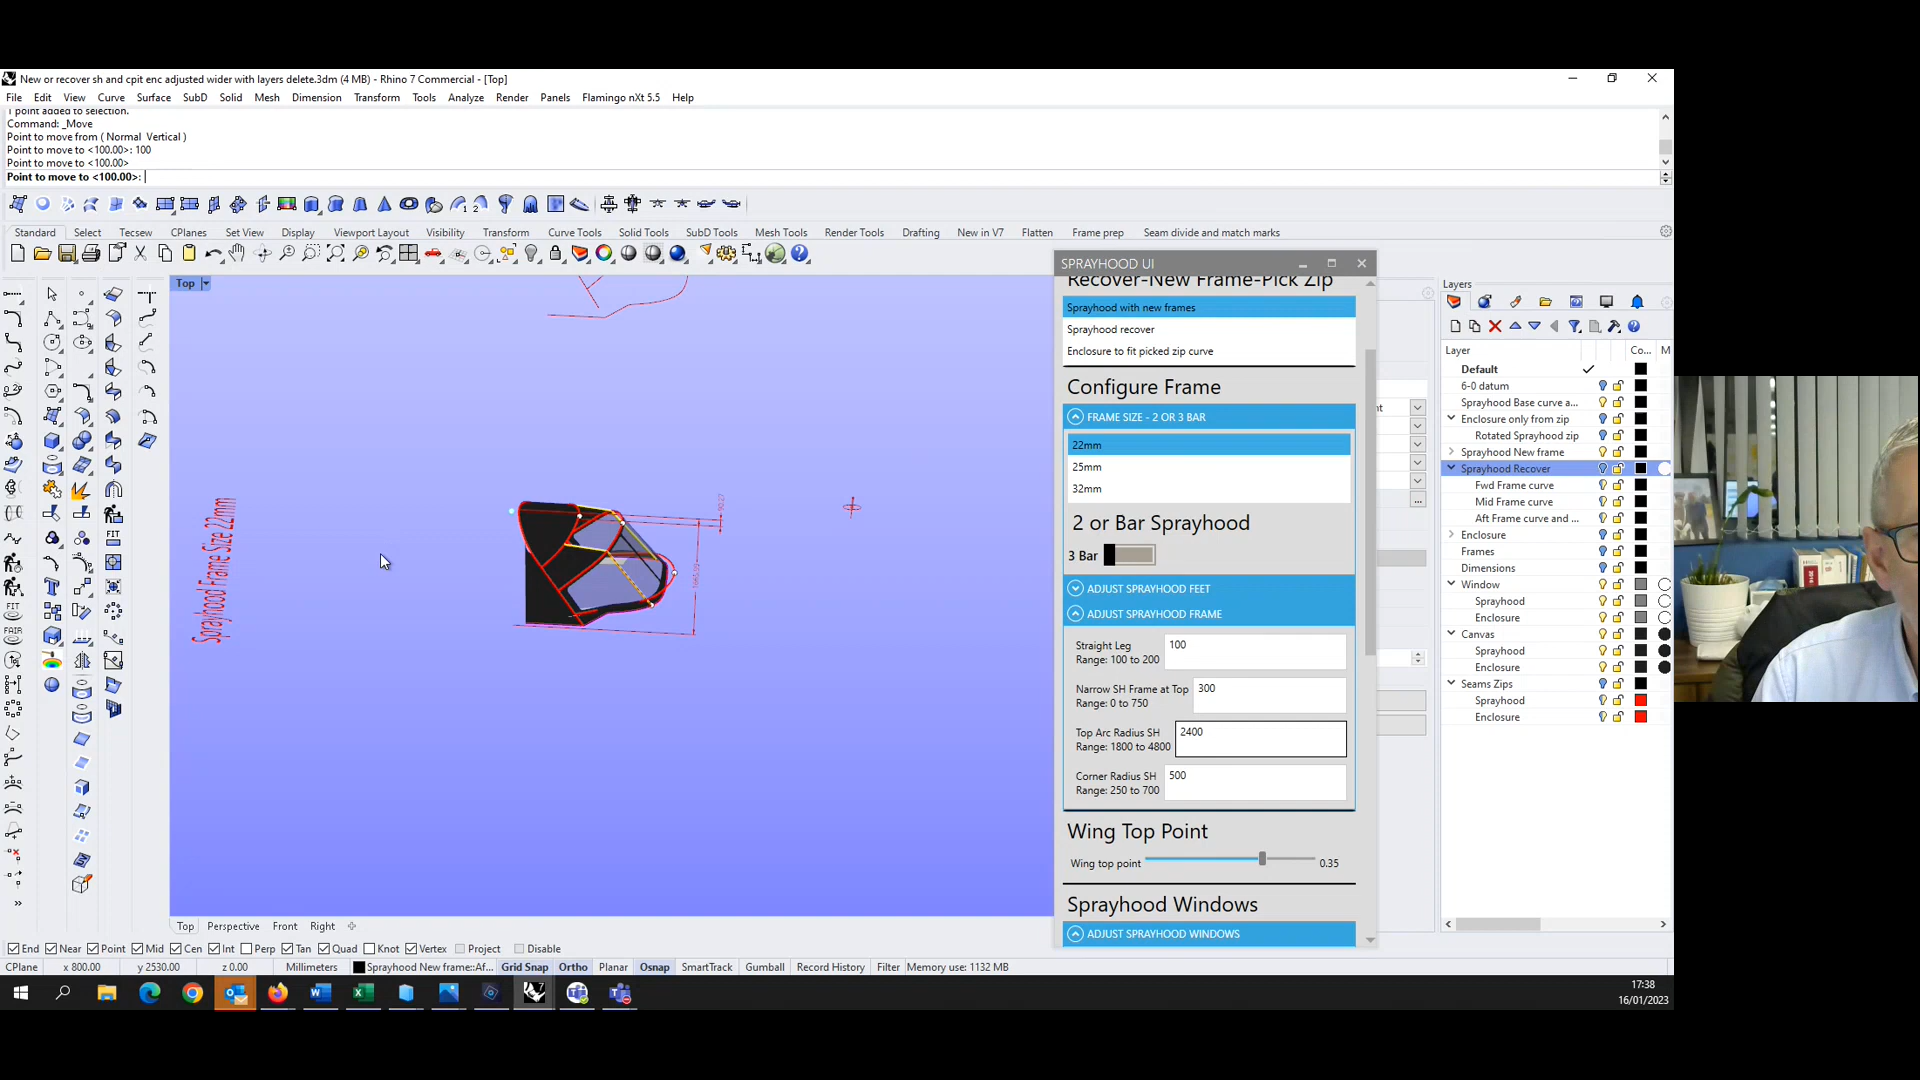 New or recover sh and cpit enc adjusted wider with layers delete.3dm (4 MB) - Rhino 7 Commercial - [Top]
File Edit View Curve Surface SubD Solid Mesh Dimension Transform Tools Analyze Render Panels Flamingo nXt 5.5 Help
1 point added to selection.
Command: _Move
Point to move from ( Normal Vertical )
Point to move to <100.00>: 100
Point to move to <100.00>
Point to move to <100.00>:
Standard Select Tecsew CPlanes Set View Display Viewport Layout Visibility Transform Curve Tools Solid Tools SubD Tools Mesh Tools Render Tools Drafting New in V7 Flatten Frame prep Seam divide and match marks
Top
Sprayhood Frame Size 22mm
SPRAYHOOD UI
Recover-New Frame-Pick Zip
Sprayhood with new frames
Sprayhood recover
Enclosure to fit picked zip curve
Configure Frame
FRAME SIZE - 2 OR 3 BAR
22mm
25mm
32mm
2 or Bar Sprayhood
3 Bar
ADJUST SPRAYHOOD FEET
ADJUST SPRAYHOOD FRAME
Straight Leg
Range: 100 to 200
100
Narrow SH Frame at Top
Range: 0 to 750
300
Top Arc Radius SH
Range: 1800 to 4800
2400
Corner Radius SH
Range: 250 to 700
500
Wing Top Point
Wing top point 0.35
Sprayhood Windows
ADJUST SPRAYHOOD WINDOWS
Layers
Layer Co... M
Default
6-0 datum
Sprayhood Base curve a...
Enclosure only from zip
Rotated Sprayhood zip
Sprayhood New frame
Sprayhood Recover
Fwd Frame curve
Mid Frame curve
Aft Frame curve and ...
Enclosure
Frames
Dimensions
Window
Sprayhood
Enclosure
Canvas
Sprayhood
Enclosure
Seams Zips
Sprayhood
Enclosure
FIT
FIT
FAIR
Top Perspective Front Right
End Near Point Mid Cen Int Perp Tan Quad Knot Vertex Project Disable
CPlane x 800.00 y 2530.00 z 0.00 Millimeters Sprayhood New frame::Af... Grid Snap Ortho Planar Osnap SmartTrack Gumball Record History Filter Memory use: 1132 MB
17:38
16/01/2023